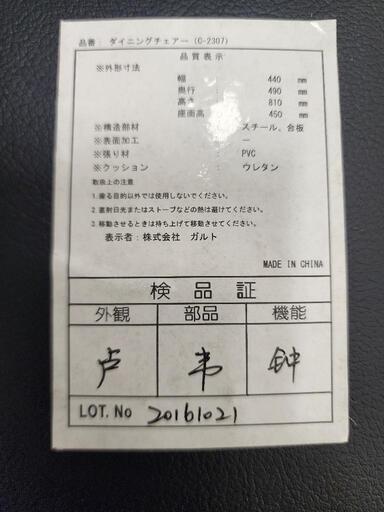 品番: ダイニングチェアー (C-2307)
品質表示
※外形寸法
幅 440 mm
奥行 490 mm
高さ 810 mm
座面高 450 mm
※構造部材 スチール、合板
※表面加工 ー
※張り材 PVC
※クッション ウレタン
取扱上の注意
1.座る目的以外では使用しないでください。
2.直射日光またはストーブなどの熱は避けてください。
3.移動させるときは持ち上げて移動させてください。
表示者:株式会社 ガルト
MADE IN CHINA
検品証
外観 部品 機能
卢 韦 钟
LOT.No 20161021